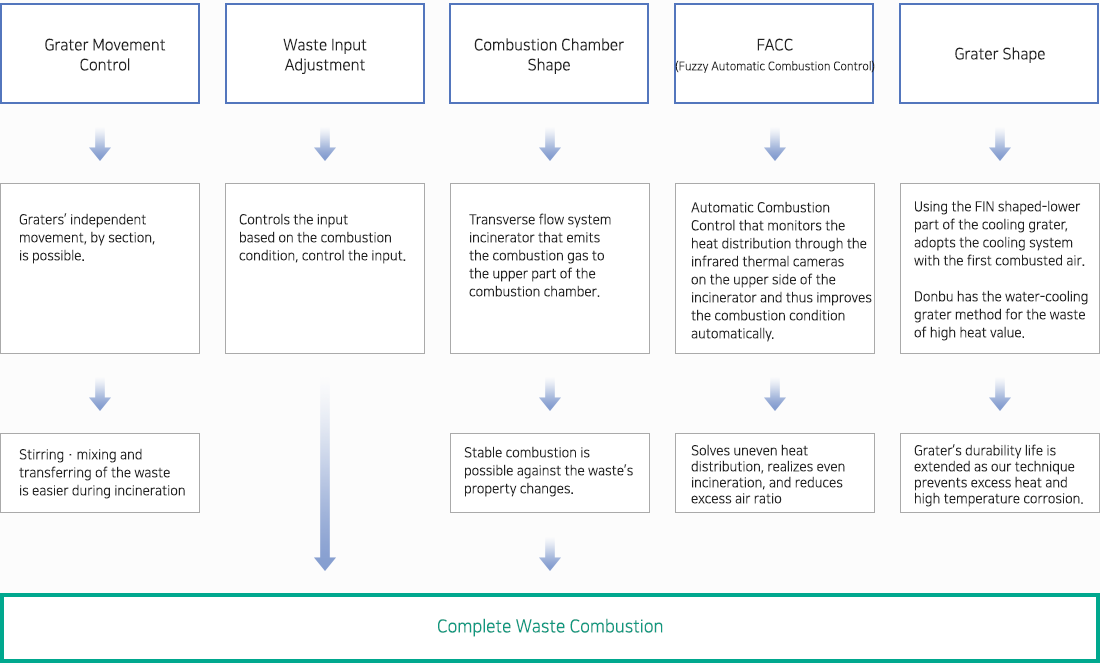 Grater Movement
Control
Waste Input
Adjustment
Combustion Chamber
Shape
FACC
(Fuzzy Automatic Combustion Control)
Grater Shape
Graters' independent
movement, by section,
is possible.
Controls the input
based on the combustion
condition, control the input.
Transverse flow system
incinerator that emits
the combustion gas to
the upper part of the
combustion chamber.
Automatic Combustion
Control that monitors the
heat distribution through the
infrared thermal cameras
on the upper side of the
incinerator and thus improves
the combustion condition
automatically.
Using the FIN shaped-lower
part of the cooling grater,
adopts the cooling system
with the first combusted air.
Donbu has the water-cooling
grater method for the waste
of high heat value.
Stirring · mixing and
transferring of the waste
is easier during incineration
Stable combustion is
possible against the waste's
property changes.
Solves uneven heat
distribution, realizes even
incineration, and reduces
excess air ratio
Grater's durability life is
extended as our technique
prevents excess heat and
high temperature corrosion.
Complete Waste Combustion